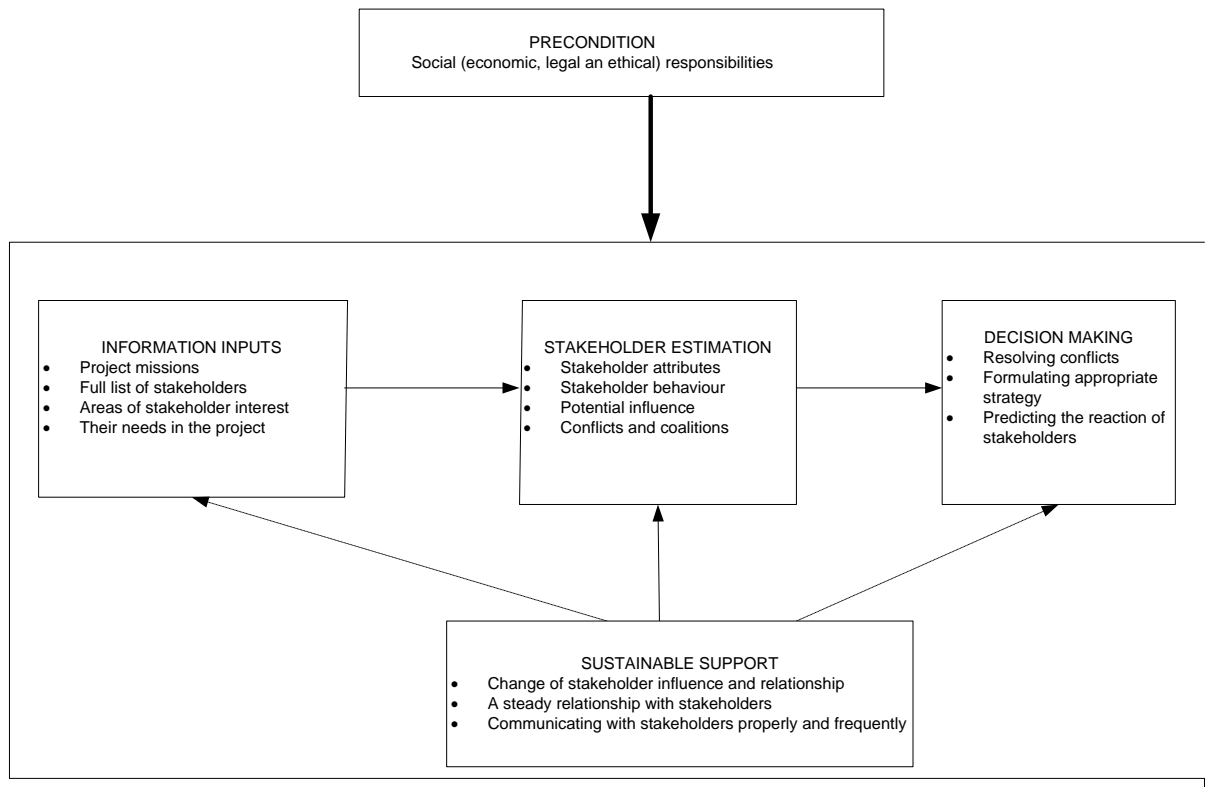 PRECONDITION
Social (economic, legal an ethical) responsibilities
INFORMATION INPUTS
• Project missions
• Full list of stakeholders
• Areas of stakeholder interest
• Their needs in the project
STAKEHOLDER ESTIMATION
• Stakeholder attributes
• Stakeholder behaviour
• Potential influence
• Conflicts and coalitions
DECISION MAKING
• Resolving conflicts
• Formulating appropriate
strategy
• Predicting the reaction of
stakeholders
SUSTAINABLE SUPPORT
• Change of stakeholder influence and relationship
• A steady relationship with stakeholders
• Communicating with stakeholders properly and frequently